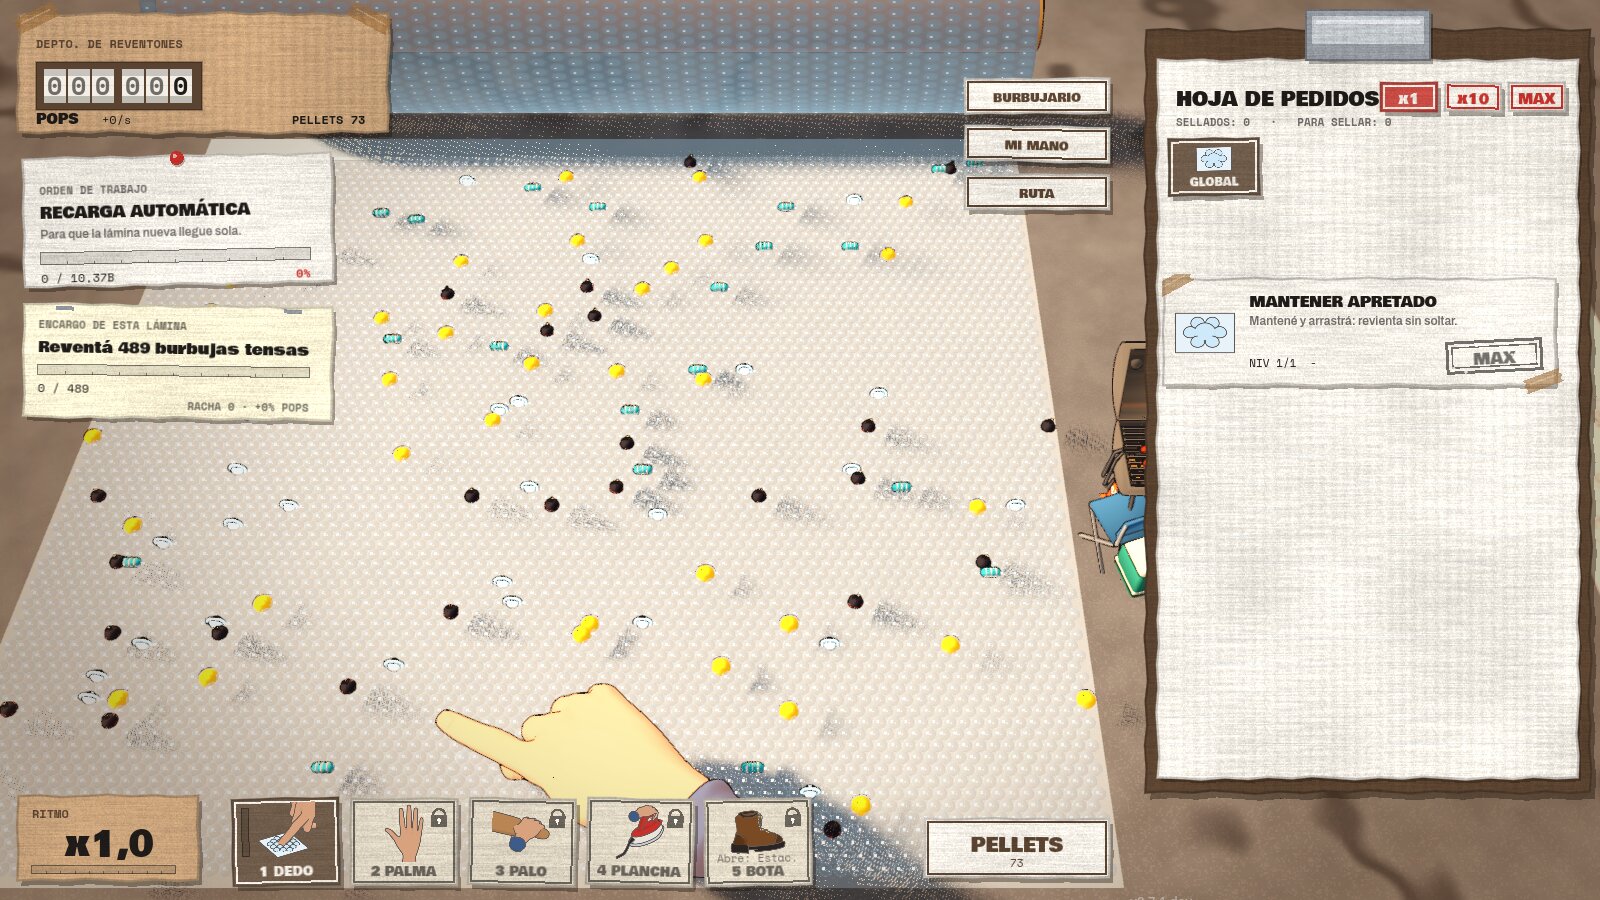 DEPTO. DE REVENTONES
000 000
POPS +0/s PELLETS 73
ORDEN DE TRABAJO
RECARGA AUTOMÁTICA
Para que la lámina nueva llegue sola.
0 / 10.37B 0%
ENCARGO DE ESTA LÁMINA
Reventá 489 burbujas tensas
0 / 489
RACHA 0 · +0% POPS
BURBUJARIO
MI MANO
RUTA
HOJA DE PEDIDOS x1 x10 MAX
SELLADOS: 0 · PARA SELLAR: 0
GLOBAL
MANTENER APRETADO
Mantené y arrastrá: revienta sin soltar.
NIV 1/1 - MAX
RITMO
x1,0
1 DEDO
2 PALMA
3 PALO
4 PLANCHA
Abre: Estac.
5 BOTA
PELLETS
73